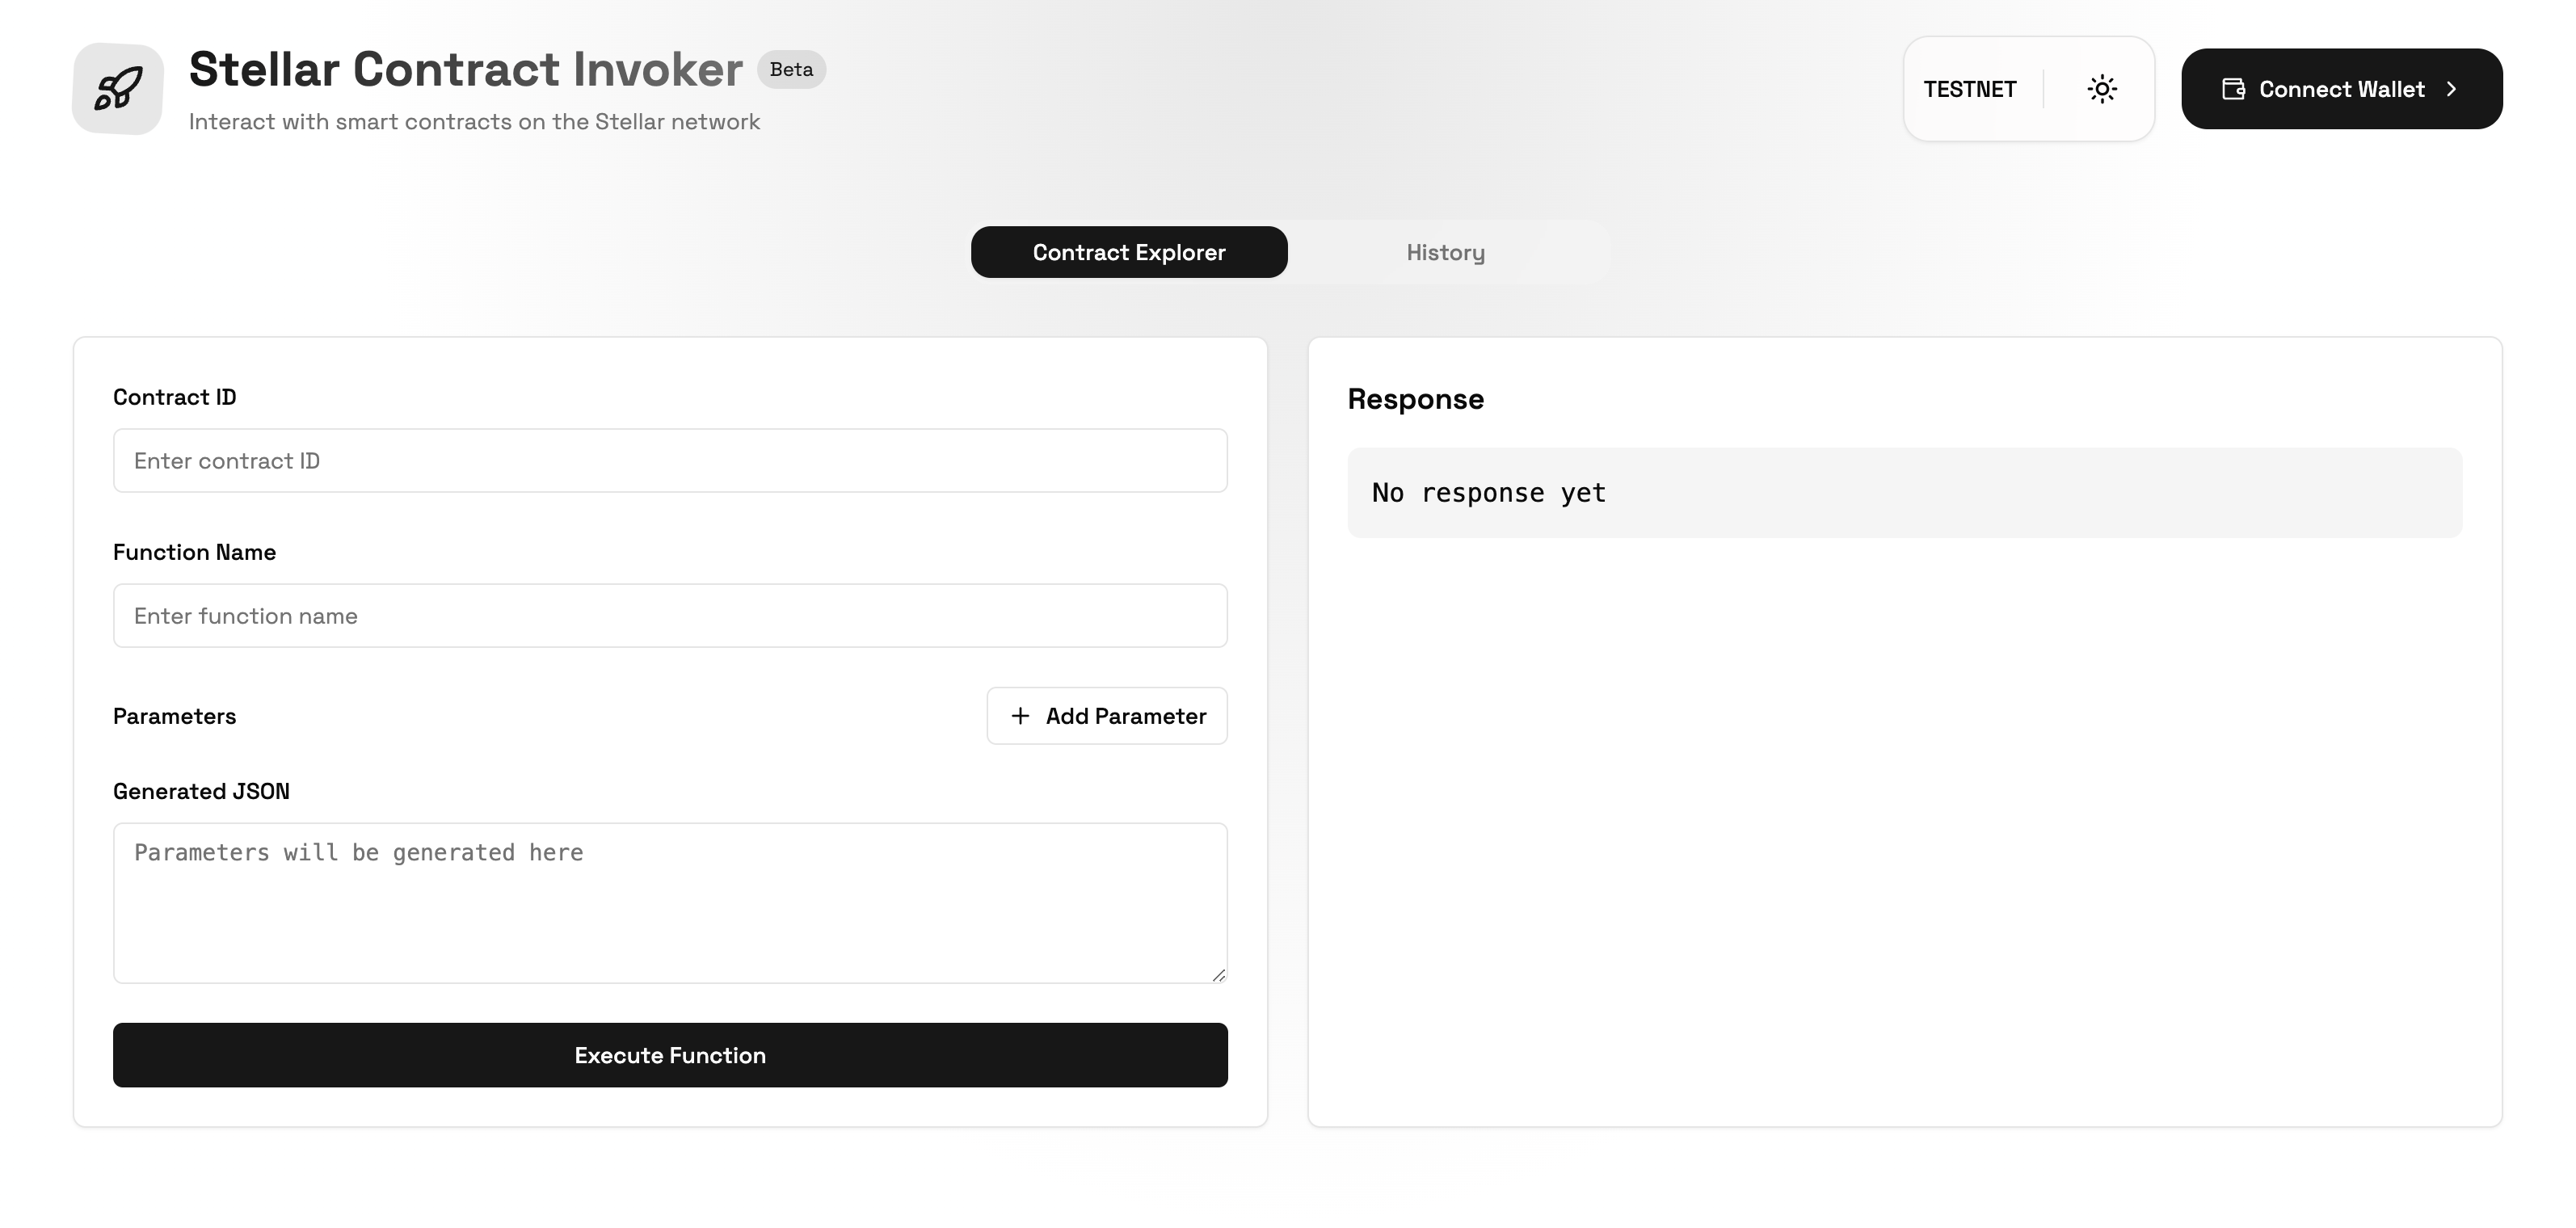 Stellar Contract Invoker Beta
Interact with smart contracts on the Stellar network
TESTNET
Connect Wallet
Contract Explorer
History
Contract ID
Enter contract ID
Function Name
Enter function name
Parameters
Add Parameter
Generated JSON
Parameters will be generated here
Execute Function
Response
No response yet